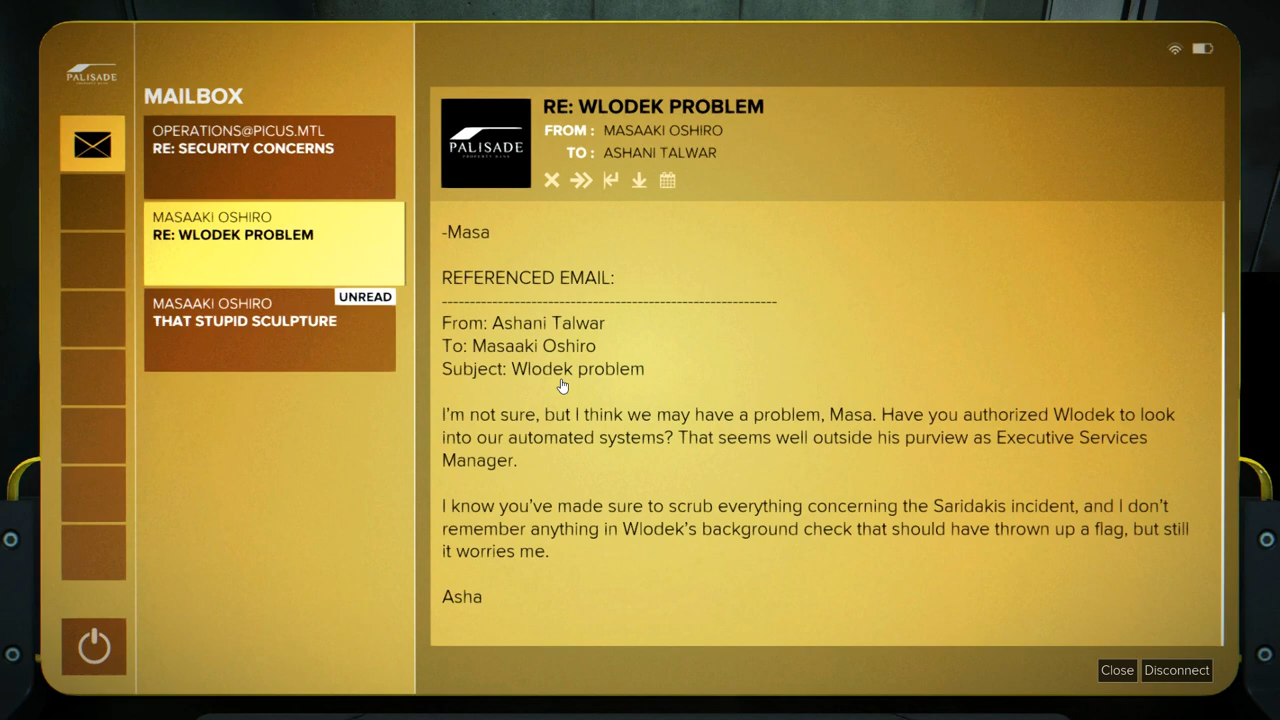 PALISADE
MAILBOX
OPERATIONS@PICUS.MTL
RE: SECURITY CONCERNS
MASAAKI OSHIRO
RE: WLODEK PROBLEM
UNREAD
MASAAKI OSHIRO
THAT STUPID SCULPTURE
PALISADE
PROPERTY BANK
RE: WLODEK PROBLEM
FROM : MASAAKI OSHIRO
TO : ASHANI TALWAR
-Masa
REFERENCED EMAIL:
------------------------------------------------------------
From: Ashani Talwar
To: Masaaki Oshiro
Subject: Wlodek problem
I'm not sure, but I think we may have a problem, Masa. Have you authorized Wlodek to look
into our automated systems? That seems well outside his purview as Executive Services
Manager.
I know you've made sure to scrub everything concerning the Saridakis incident, and I don't
remember anything in Wlodek's background check that should have thrown up a flag, but still
it worries me.
Asha
Close
Disconnect